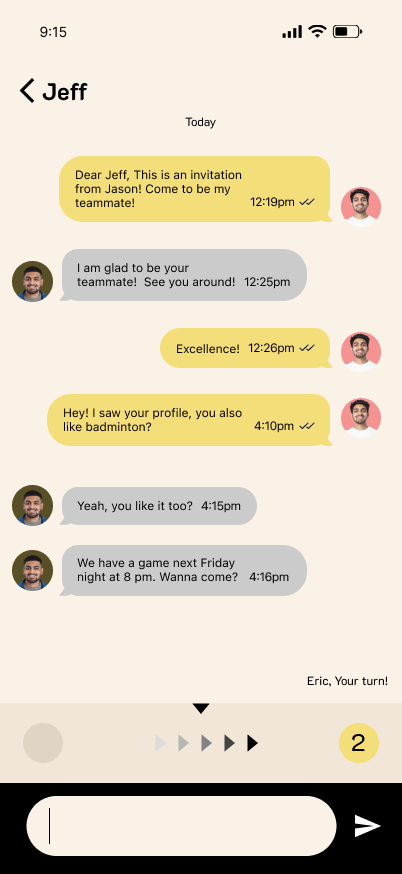 9:15
Jeff
Today
Dear Jeff, This is an invitation
from Jason! Come to be my
teammate! 12:19pm
I am glad to be your
teammate!  See you around! 12:25pm
Excellence! 12:26pm
Hey! I saw your profile, you also
like badminton? 4:10pm
Yeah, you like it too? 4:15pm
We have a game next Friday
night at 8 pm. Wanna come? 4:16pm
Eric, Your turn!
2